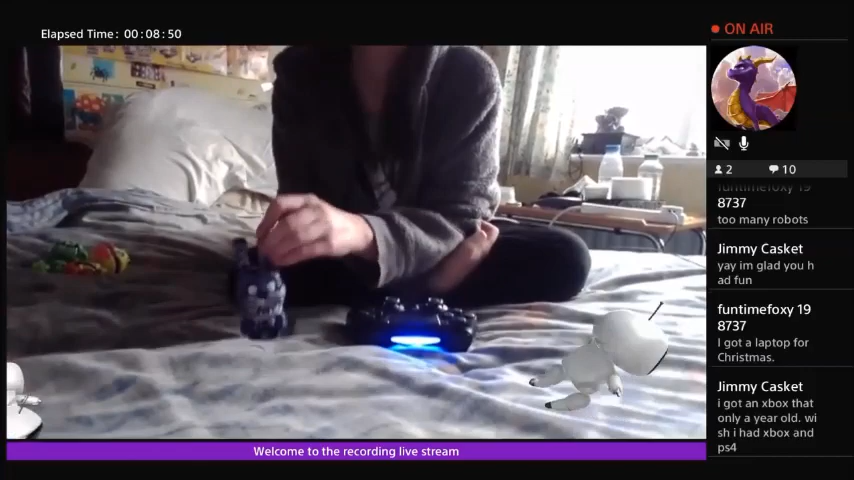 Elapsed Time: 00:08:50
ON AIR
2
10
funtimefoxy 19
8737
too many robots
Jimmy Casket
yay im glad you h
ad fun
funtimefoxy 19
8737
I got a laptop for
Christmas.
Jimmy Casket
i got an xbox that
only a year old. wi
sh i had xbox and
ps4
Welcome to the recording live stream